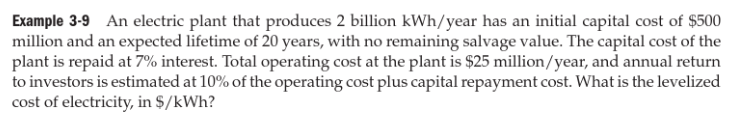 Example 3-9 An electric plant that produces 2 billion kWh/year has an initial capital cost of $500
million and an expected lifetime of 20 years, with no remaining salvage value. The capital cost of the
plant is repaid at 7% interest. Total operating cost at the plant is $25 million/year, and annual return
to investors is estimated at 10% of the operating cost plus capital repayment cost. What is the levelized
cost of electricity, in $/kWh?